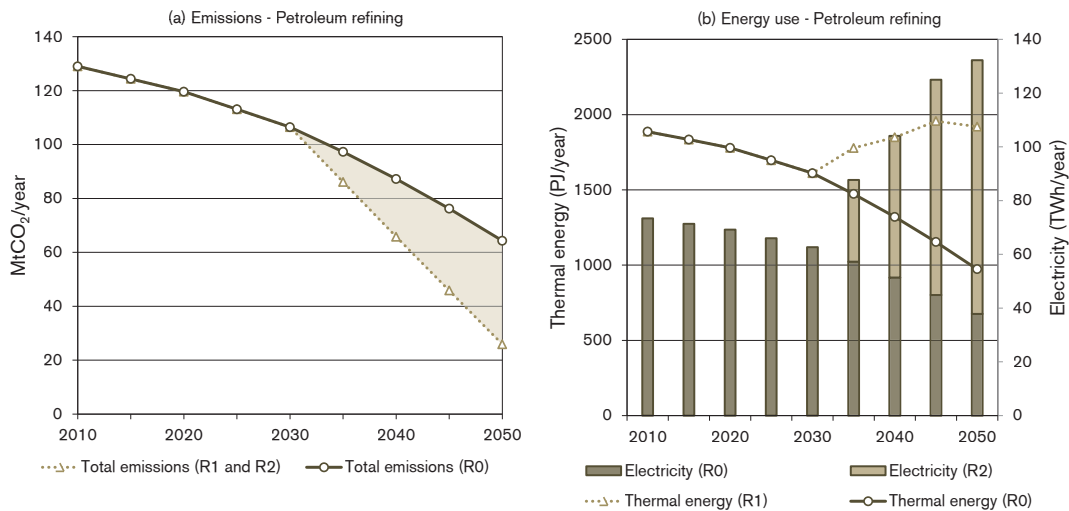 (a) Emissions - Petroleum refining
MtCO₂/year
140
120
100
80
60
40
20
0
2010
2020
2030
2040
2050
Total emissions (R1 and R2)
Total emissions (R0)
(b) Energy use - Petroleum refining
Thermal energy (PJ/year)
2500
2000
1500
1000
500
0
140
120
100
80
60
40
20
0
Electricity (TWh/year)
2010
2020
2030
2040
2050
Electricity (R0)
Electricity (R2)
Thermal energy (R1)
Thermal energy (R0)